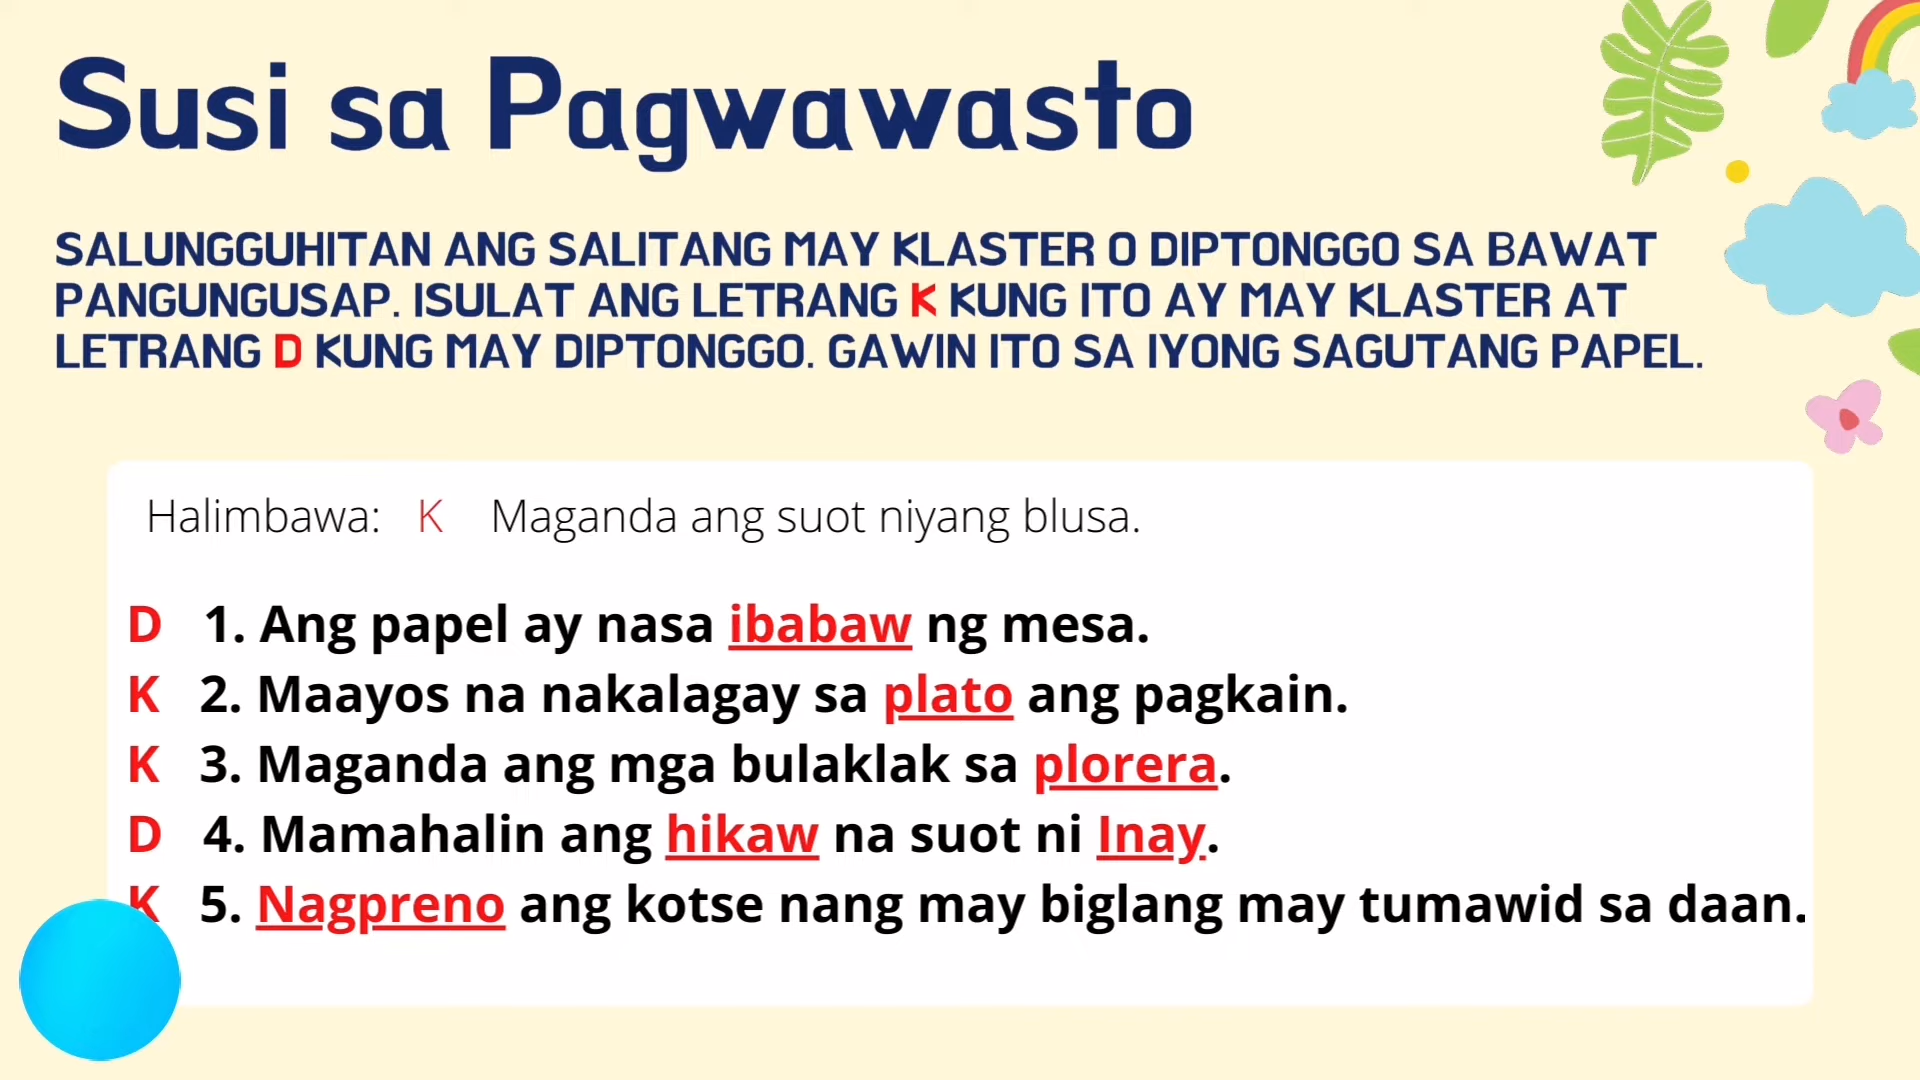 Susi sa Pagwawasto
SALUNGGUHITAN ANG SALITANG MAY KLASTER O DIPTONGGO SA BAWAT
PANGUNGUSAP. ISULAT ANG LETRANG K KUNG ITO AY MAY KLASTER AT
LETRANG D KUNG MAY DIPTONGGO. GAWIN ITO SA IYONG SAGUTANG PAPEL.
Halimbawa: K Maganda ang suot niyang blusa.
D 1. Ang papel ay nasa ibabaw ng mesa.
K 2. Maayos na nakalagay sa plato ang pagkain.
K 3. Maganda ang mga bulaklak sa plorera.
D 4. Mamahalin ang hikaw na suot ni Inay.
K 5. Nagpreno ang kotse nang may biglang may tumawid sa daan.